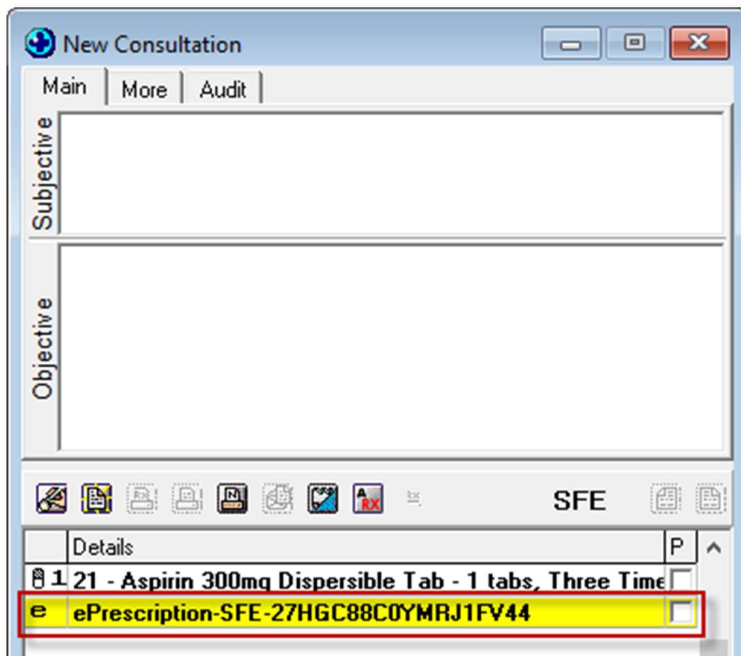 New Consultation
Main More Audit
Subjective
Objective
SFE
Details P
1 21 - Aspirin 300mg Dispersible Tab - 1 tabs, Three Time
e ePrescription-SFE-27HGC88C0YMRJ1FV44